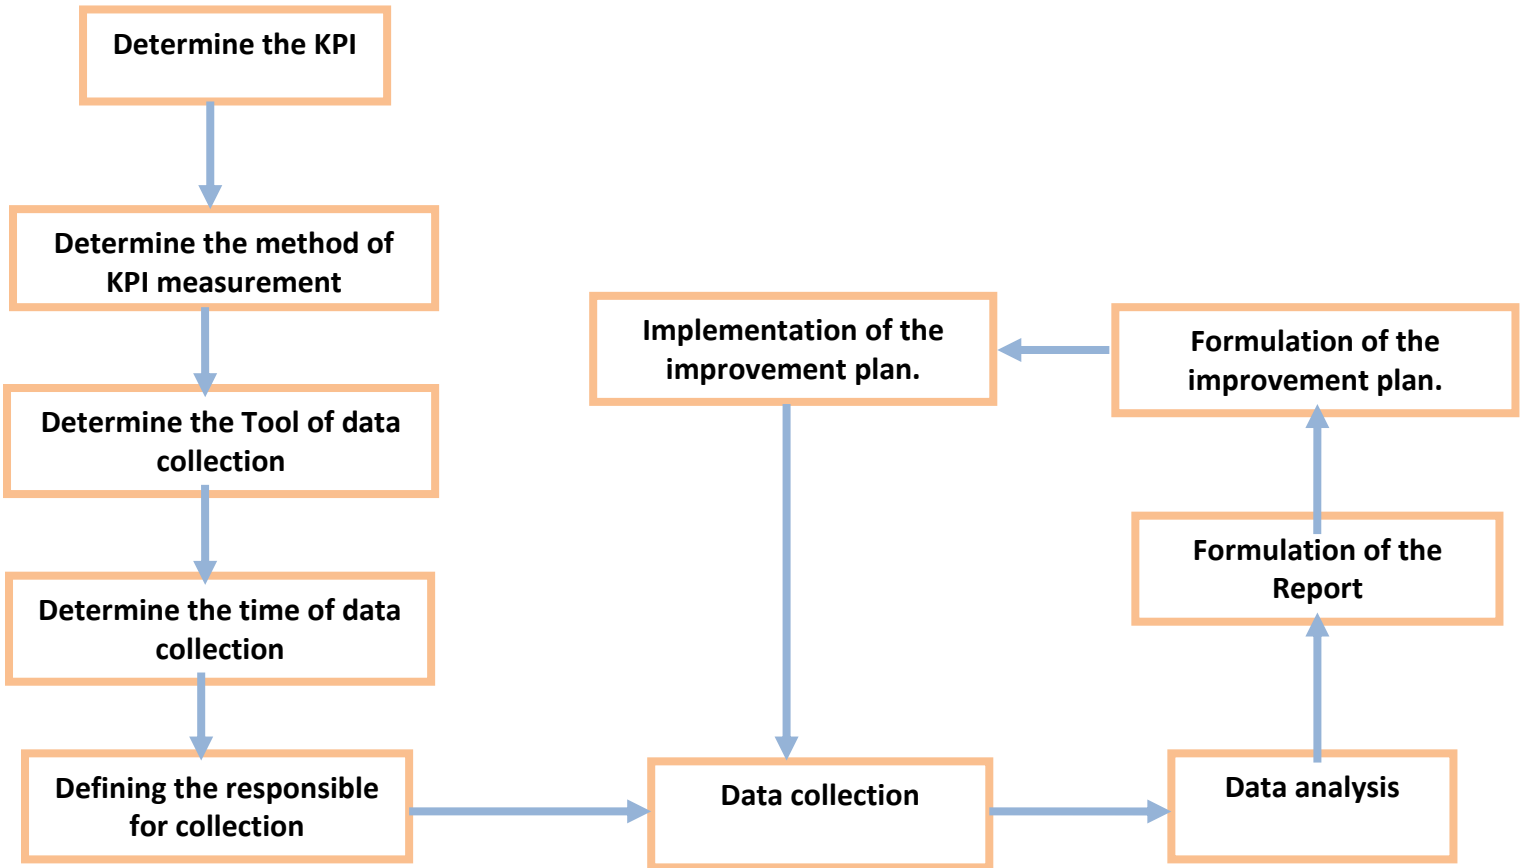 Determine the KPI
Determine the method of
KPI measurement
Determine the Tool of data
collection
Determine the time of data
collection
Defining the responsible
for collection
Data collection
Data analysis
Formulation of the
Report
Formulation of the
improvement plan.
Implementation of the
improvement plan.